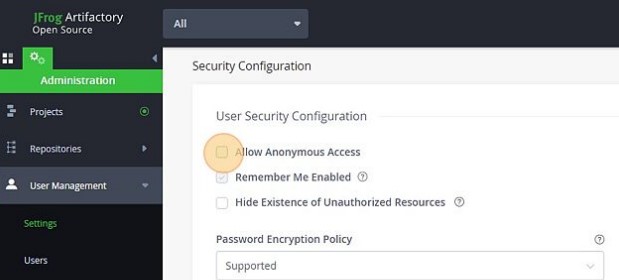 JFrog Artifactory
Open Source
All
Administration
Projects
Repositories
User Management
Settings
Users
Security Configuration
User Security Configuration
Allow Anonymous Access
Remember Me Enabled
Hide Existence of Unauthorized Resources
Password Encryption Policy
Supported